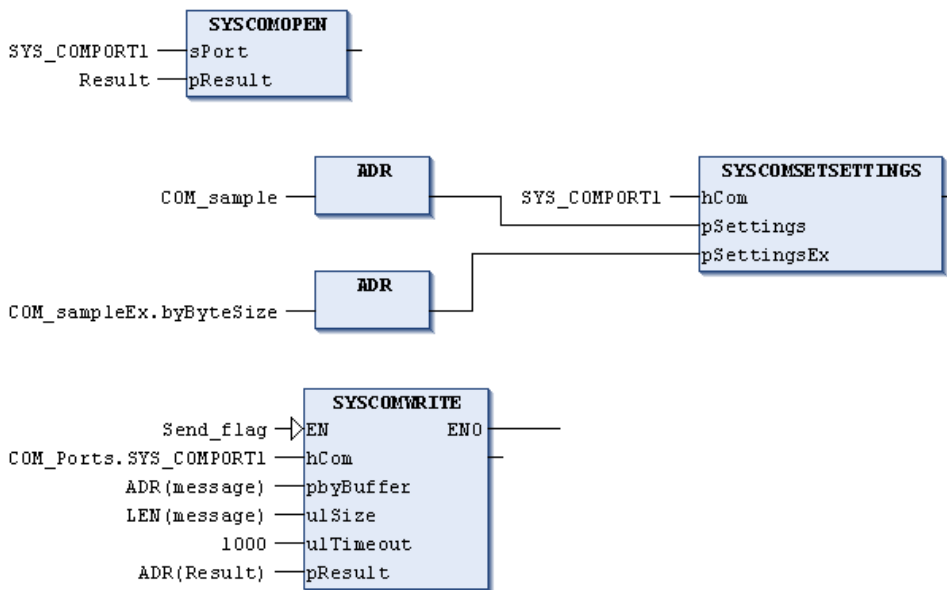 SYSCOMOPEN
SYS_COMPORT1 sPort
Result pResult
ADR SYSCOMSETSETTINGS
COM_sample SYS_COMPORT1 hCom
pSettings
pSettingsEx
ADR
COM_sampleEx.byByteSize
SYSCOMWRITE
Send_flag EN ENO
COM_Ports.SYS_COMPORT1 hCom
ADR(message) pbyBuffer
LEN(message) ulSize
1000 ulTimeout
ADR(Result) pResult